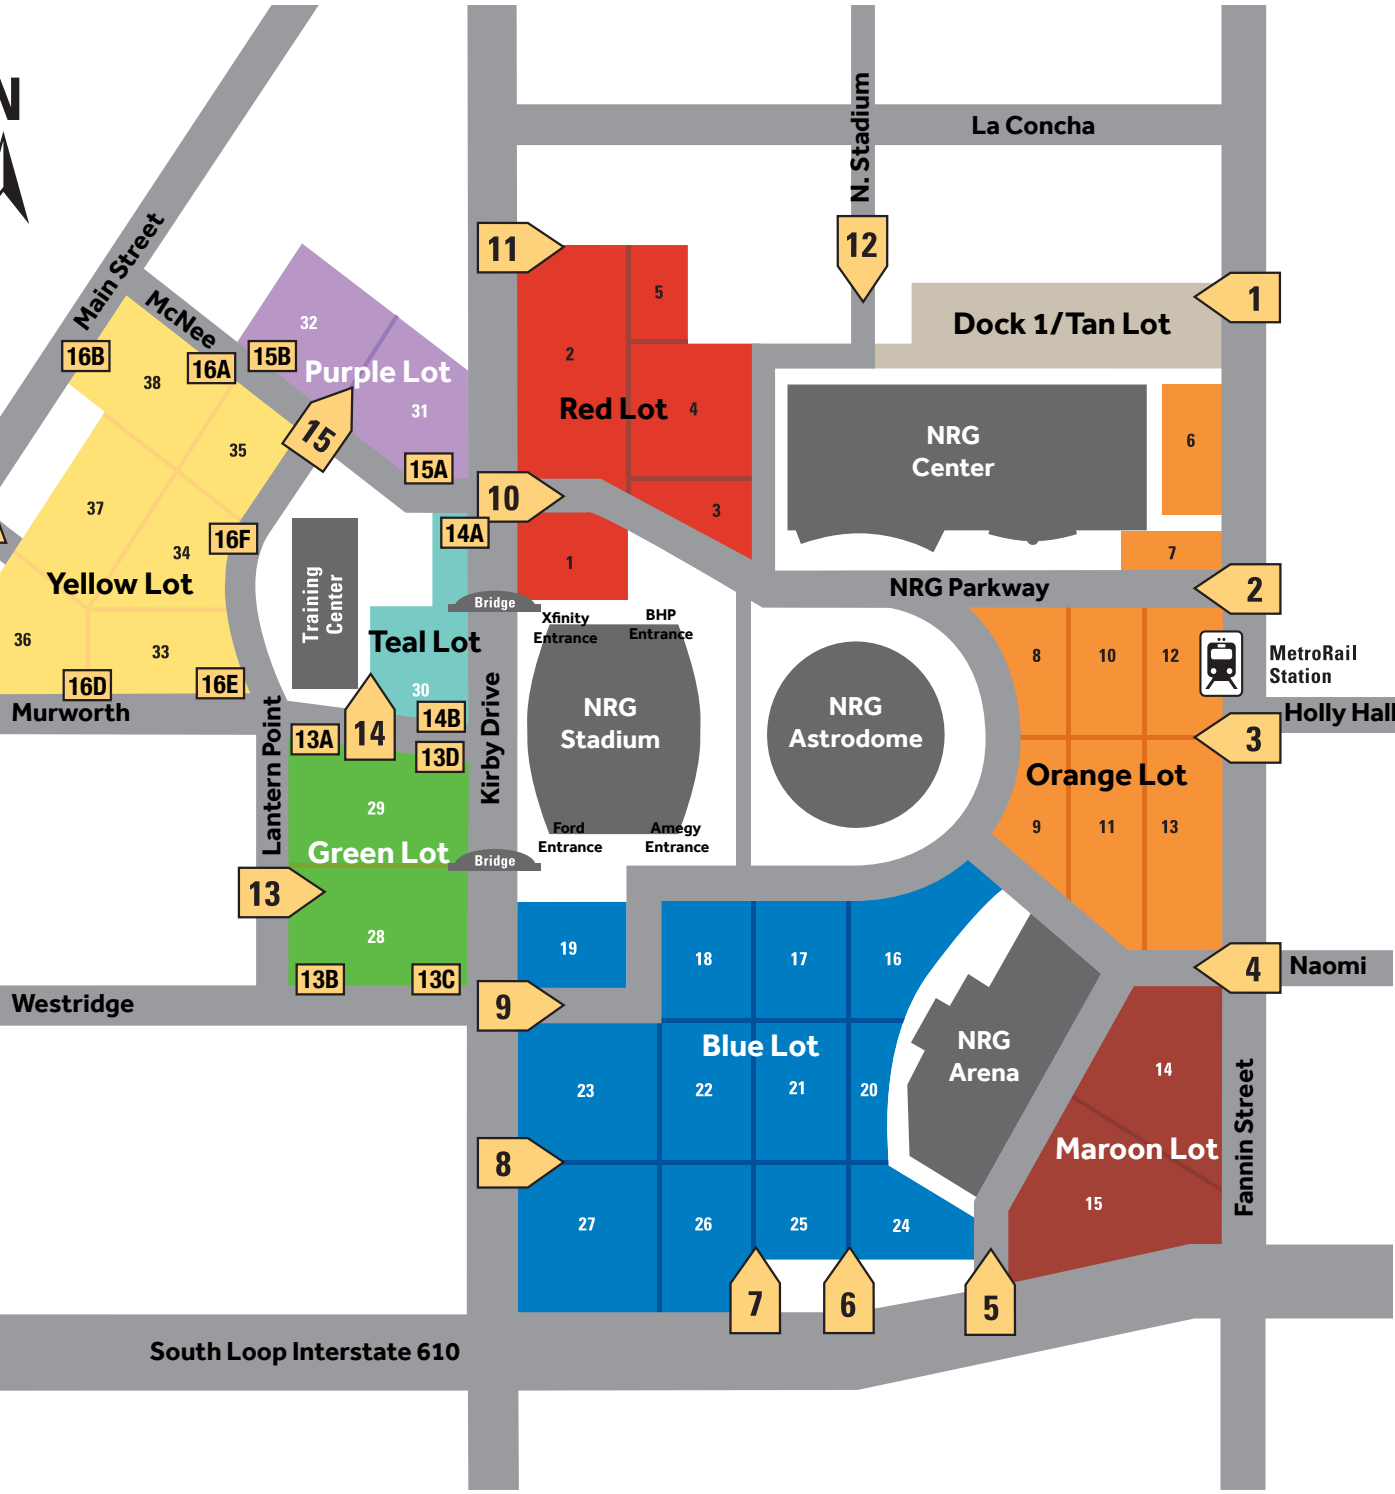 N
La Concha
N. Stadium
Main Street
McNee
11
12
1
5
Dock 1/Tan Lot
32
2
16B
16A
15B
Purple Lot
38
31
Red Lot
4
NRG
Center
6
15
35
15A
10
37
3
14A
16F
34
7
1
Yellow Lot
Training
Center
Bridge
NRG Parkway
2
Xfinity
Entrance
BHP
Entrance
36
33
Teal Lot
8
10
12
MetroRail
Station
16D
16E
30
Murworth
14
14B
Kirby Drive
NRG
Stadium
NRG
Astrodome
Holly Hall
13A
13D
3
Lantern Point
Orange Lot
29
Ford
Entrance
Amegy
Entrance
9
11
13
Green Lot
Bridge
13
28
19
18
17
16
4
Naomi
13B
13C
Westridge
9
Blue Lot
NRG
Arena
23
22
21
20
14
Fannin Street
Maroon Lot
8
15
27
26
25
24
7
6
5
South Loop Interstate 610